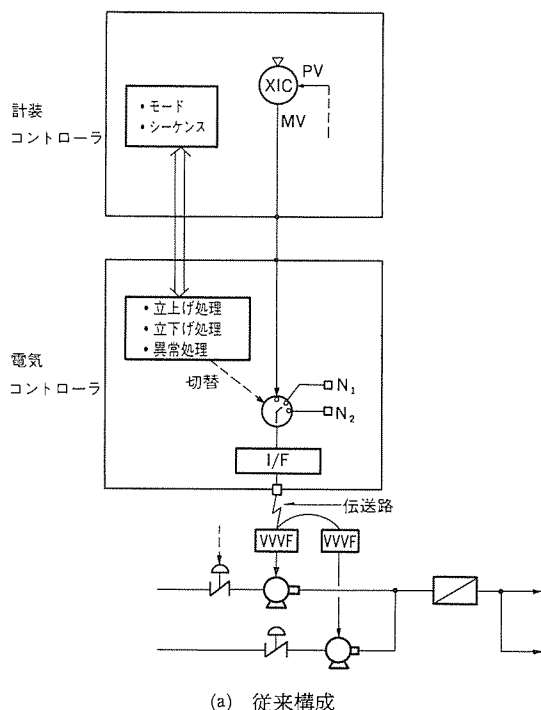 計装
コントローラ
・モード
・シーケンス
XIC
PV
MV
電気
コントローラ
・立上げ処理
・立下げ処理
・異常処理
切替
N₁
N₂
I/F
伝送路
VVVF
VVVF
(a) 従来構成